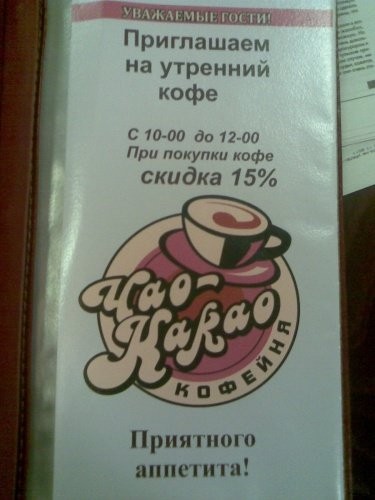 УВАЖАЕМЫЕ ГОСТИ!
Приглашаем
на утренний
кофе
С 10-00 до 12-00
При покупки кофе
скидка 15%
Чао-
Какао
КОФЕЙНЯ
Приятного
аппетита!